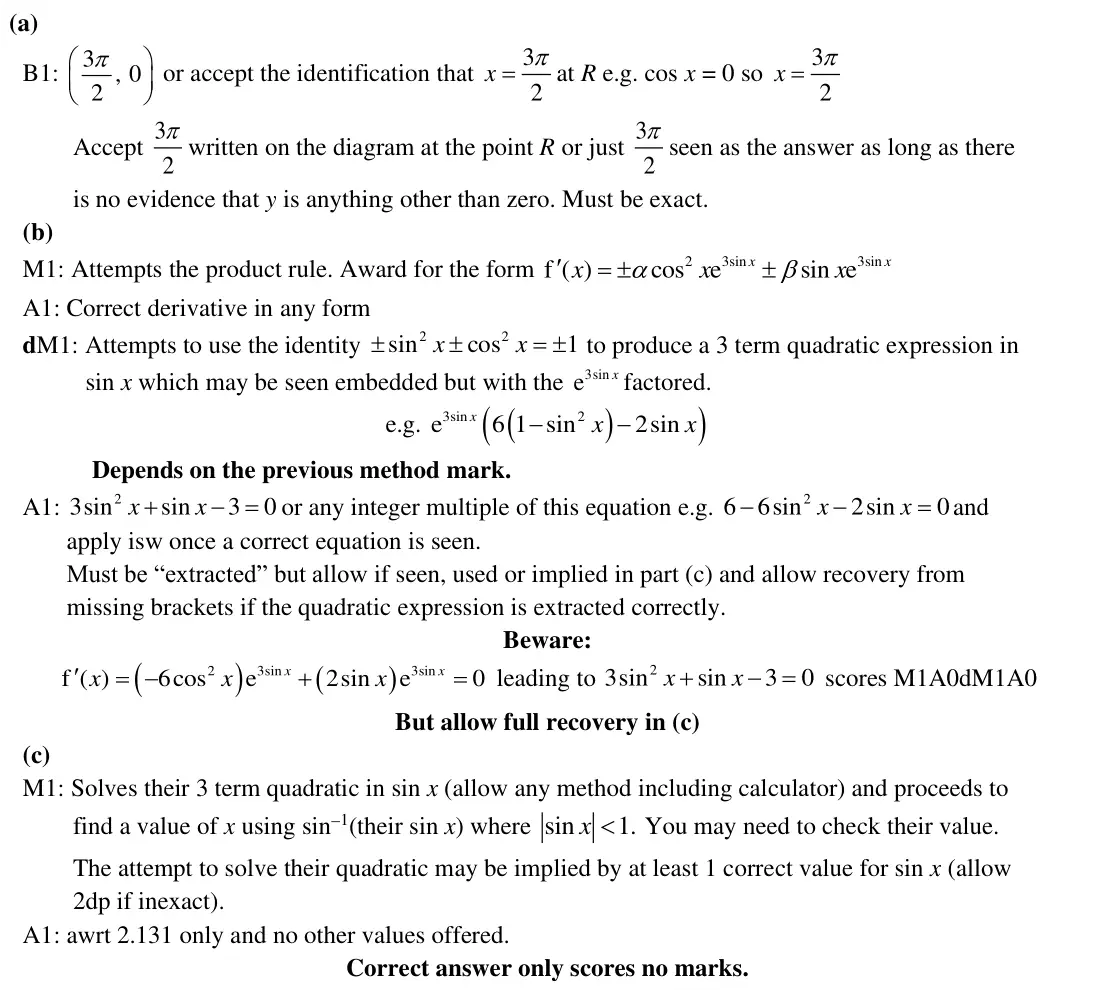 (a)
B1: (3π/2, 0) or accept the identification that x = 3π/2 at R e.g. cos x = 0 so x = 3π/2
Accept 3π/2 written on the diagram at the point R or just 3π/2 seen as the answer as long as there
is no evidence that y is anything other than zero. Must be exact.
(b)
M1: Attempts the product rule. Award for the form f′(x) = ±α cos² xe^(3sin x) ± β sin xe^(3sin x)
A1: Correct derivative in any form
dM1: Attempts to use the identity ±sin² x ± cos² x = ±1 to produce a 3 term quadratic expression in
sin x which may be seen embedded but with the e^(3sin x) factored.
e.g. e^(3sin x)(6(1−sin² x)−2sin x)
Depends on the previous method mark.
A1: 3sin² x + sin x − 3 = 0 or any integer multiple of this equation e.g. 6−6sin² x−2sin x = 0 and
apply isw once a correct equation is seen.
Must be “extracted” but allow if seen, used or implied in part (c) and allow recovery from
missing brackets if the quadratic expression is extracted correctly.
Beware:
f′(x) = (−6cos² x)e^(3sin x) + (2sin x)e^(3sin x) = 0 leading to 3sin² x + sin x − 3 = 0 scores M1A0dM1A0
But allow full recovery in (c)
(c)
M1: Solves their 3 term quadratic in sin x (allow any method including calculator) and proceeds to
find a value of x using sin⁻¹(their sin x) where |sin x| < 1. You may need to check their value.
The attempt to solve their quadratic may be implied by at least 1 correct value for sin x (allow
2dp if inexact).
A1: awrt 2.131 only and no other values offered.
Correct answer only scores no marks.